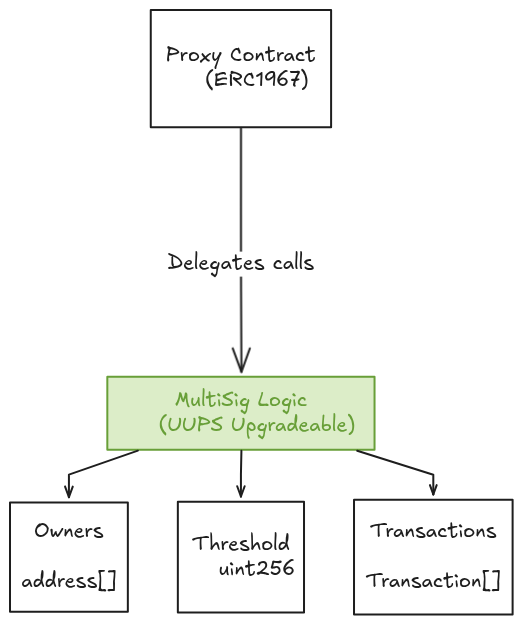 Proxy Contract
(ERC1967)
Delegates calls
MultiSig Logic
(UUPS Upgradeable)
Owners
address[]
Threshold
uint256
Transactions
Transaction[]